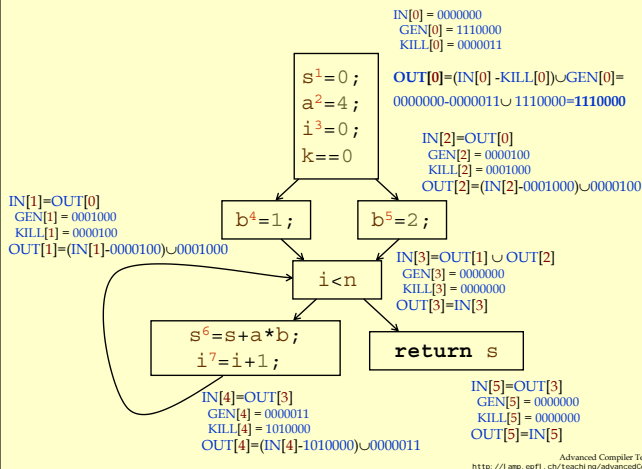 IN[0] = 0000000
GEN[0] = 1110000
KILL[0] = 0000011
OUT[0]=(IN[0] -KILL[0])∪GEN[0]=
0000000-0000011∪ 1110000=1110000
s¹=0;
a²=4;
i³=0;
k==0
IN[2]=OUT[0]
GEN[2] = 0000100
KILL[2] = 0001000
OUT[2]=(IN[2]-0001000)∪0000100
IN[1]=OUT[0]
GEN[1] = 0001000
KILL[1] = 0000100
OUT[1]=(IN[1]-0000100)∪0001000
b⁴=1;
b⁵=2;
IN[3]=OUT[1] ∪ OUT[2]
GEN[3] = 0000000
KILL[3] = 0000000
OUT[3]=IN[3]
i<n
s⁶=s+a*b;
i⁷=i+1;
return s
IN[4]=OUT[3]
GEN[4] = 0000011
KILL[4] = 1010000
OUT[4]=(IN[4]-1010000)∪0000011
IN[5]=OUT[3]
GEN[5] = 0000000
KILL[5] = 0000000
OUT[5]=IN[5]
Advanced Compiler Te
http://lamp.epfl.ch/teaching/advancedC